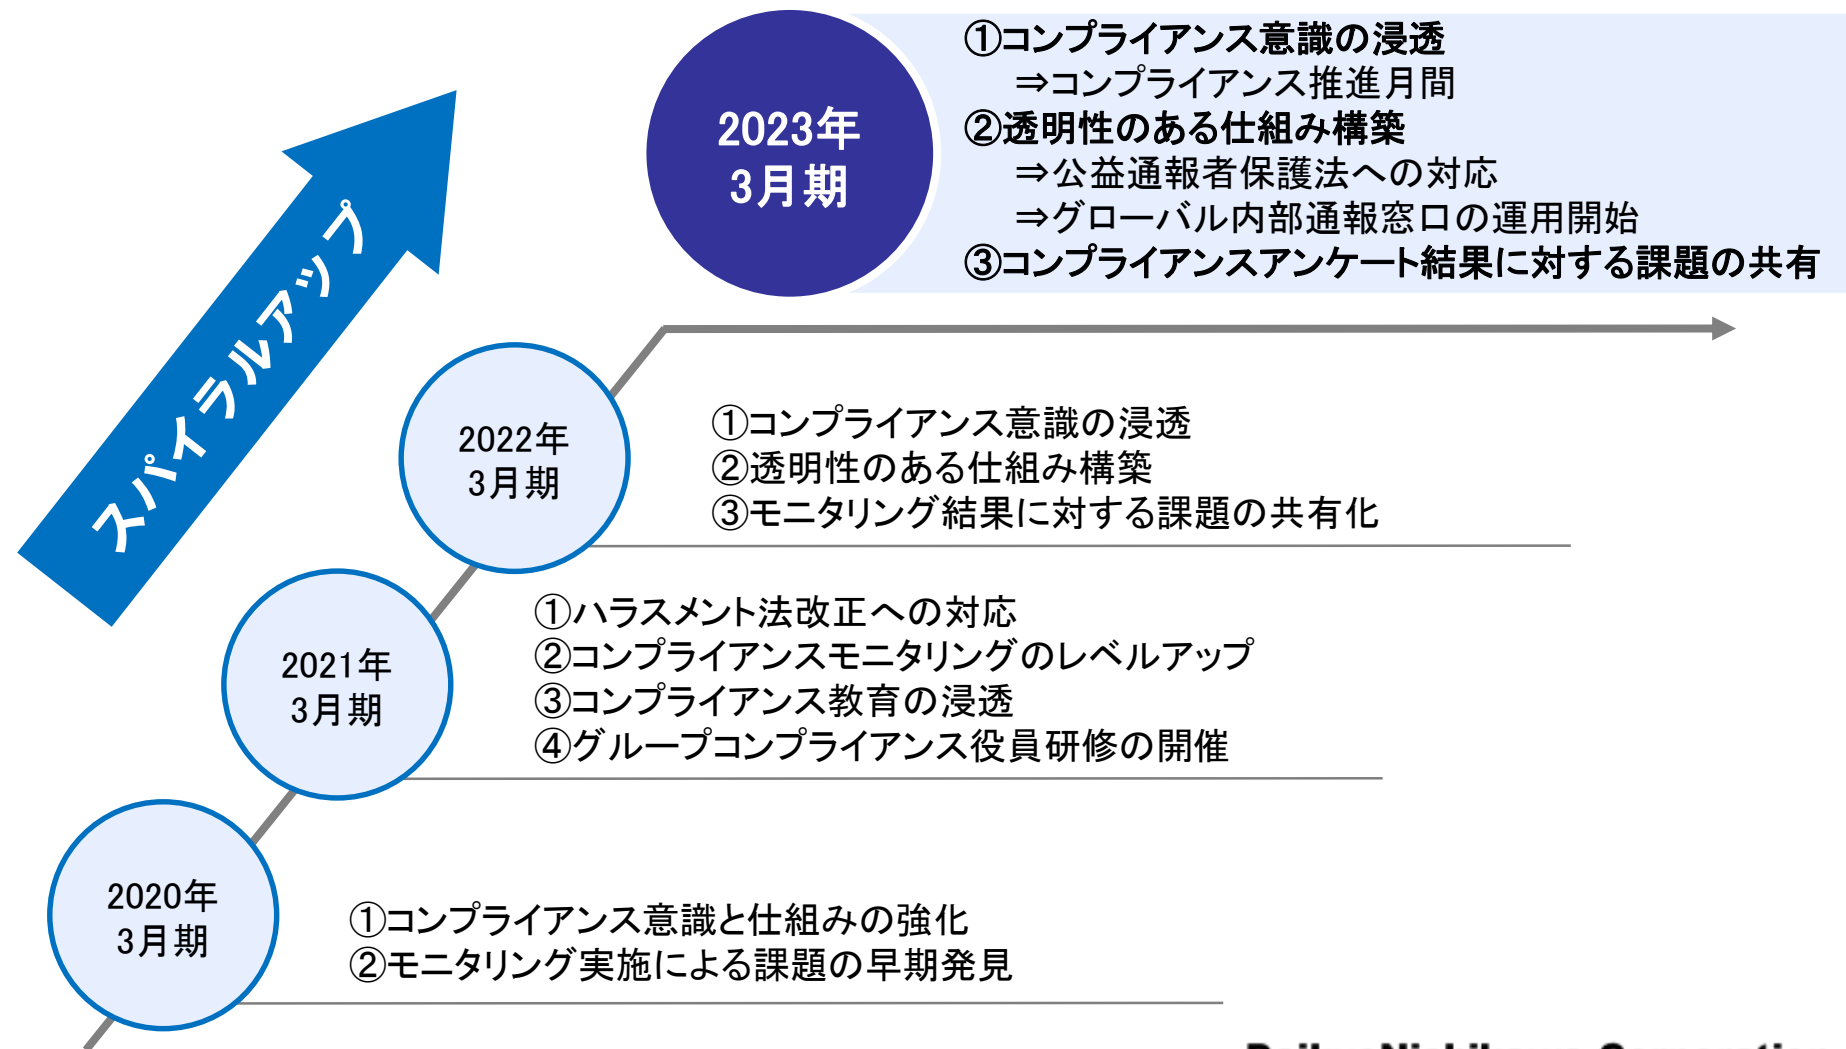 ①コンプライアンス意識の浸透
⇒コンプライアンス推進月間
②透明性のある仕組み構築
⇒公益通報者保護法への対応
⇒グローバル内部通報窓口の運用開始
③コンプライアンスアンケート結果に対する課題の共有
2023年
3月期
スパイラルアップ
2022年
3月期
①コンプライアンス意識の浸透
②透明性のある仕組み構築
③モニタリング結果に対する課題の共有化
2021年
3月期
①ハラスメント法改正への対応
②コンプライアンスモニタリングのレベルアップ
③コンプライアンス教育の浸透
④グループコンプライアンス役員研修の開催
2020年
3月期
①コンプライアンス意識と仕組みの強化
②モニタリング実施による課題の早期発見